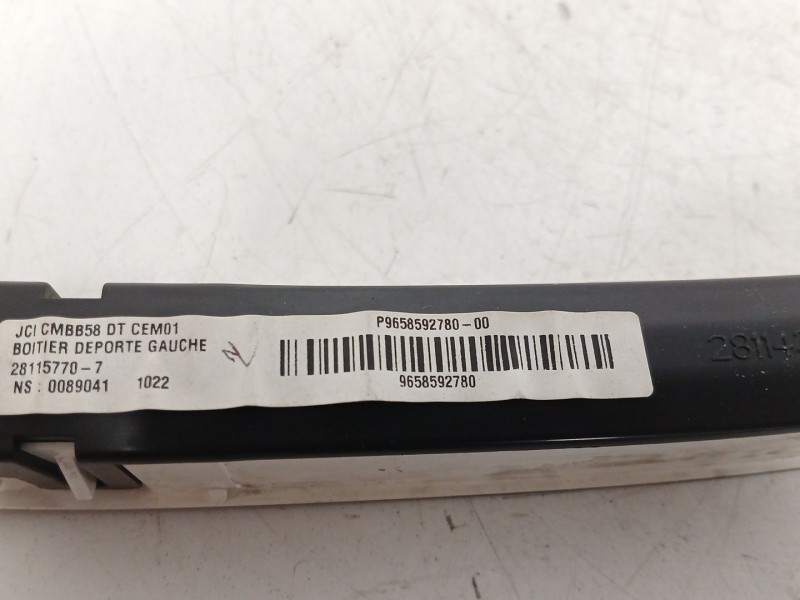 JCI CMBB58 DT CEM01
BOITIER DEPORTE GAUCHE
28115770-7
NS : 0089041 1022
P9658592780-00
9658592780